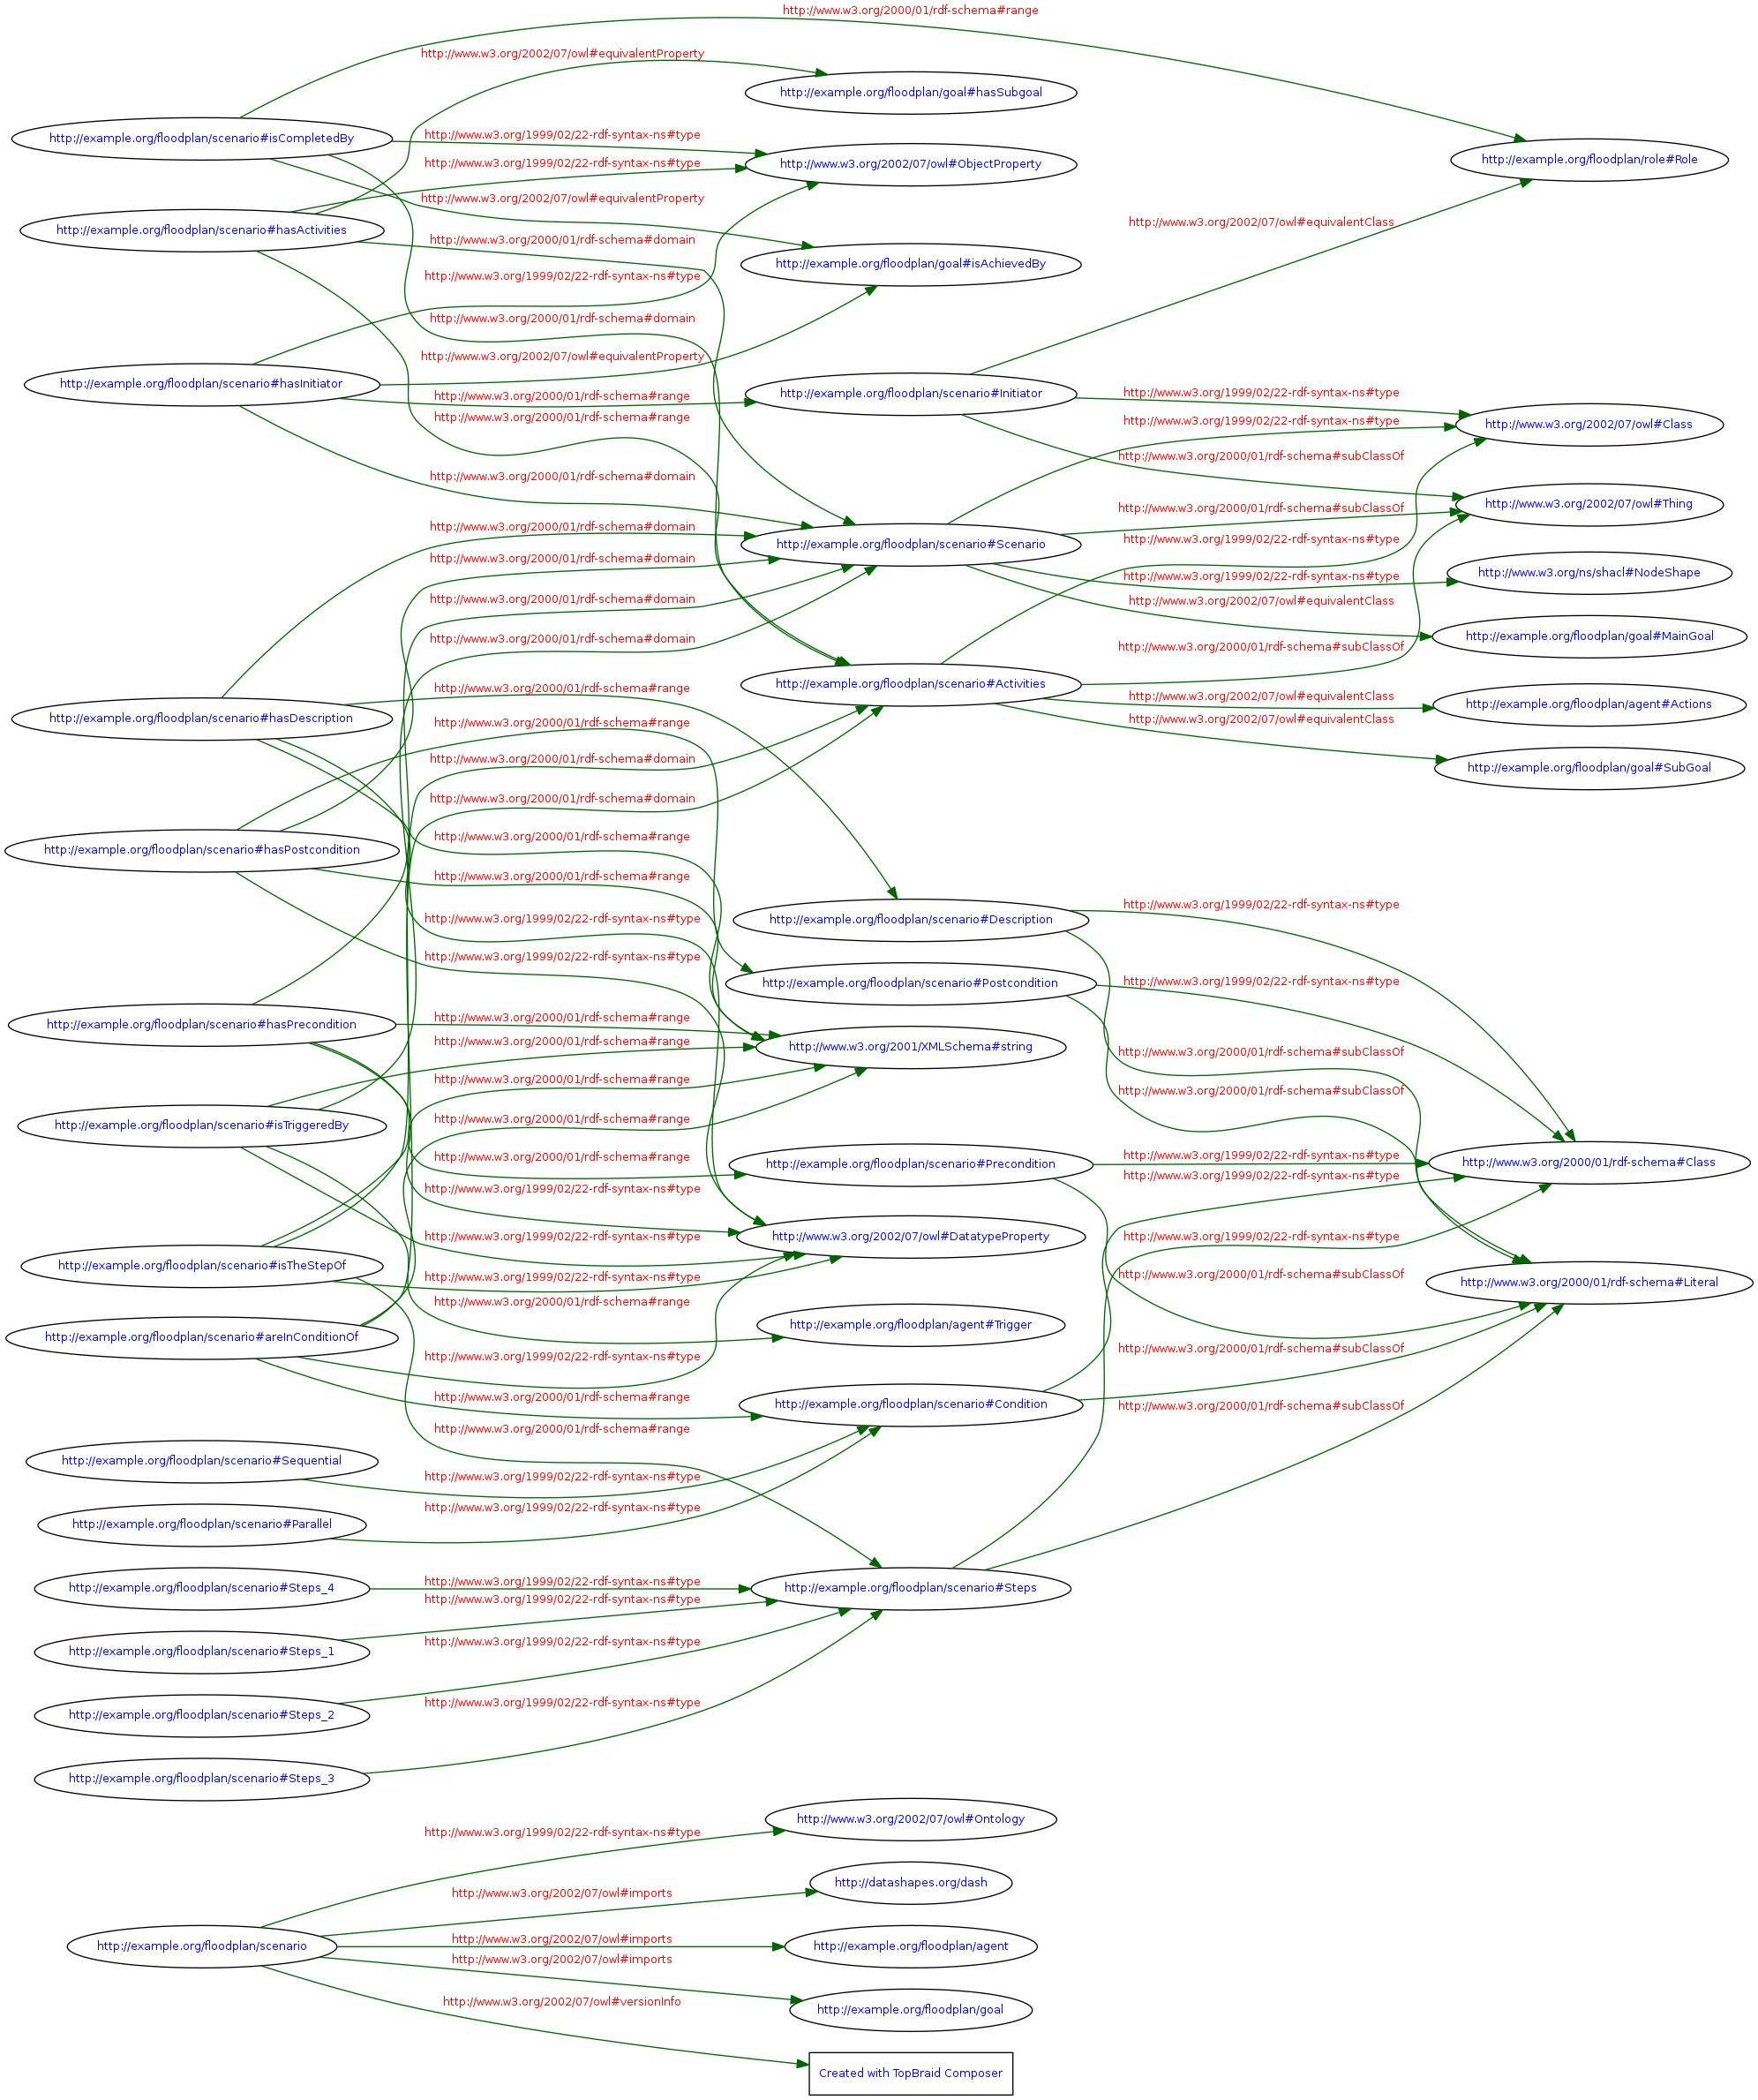 http://www.w3.org/2000/01/rdf-schema#range
http://www.w3.org/2002/07/owl#equivalentProperty
http://example.org/floodplan/goal#hasSubgoal
http://www.w3.org/1999/02/22-rdf-syntax-ns#type
http://example.org/floodplan/scenario#isCompletedBy
http://example.org/floodplan/role#Role
http://www.w3.org/1999/02/22-rdf-syntax-ns#type
http://www.w3.org/2002/07/owl#ObjectProperty
http://www.w3.org/2002/07/owl#equivalentProperty
http://www.w3.org/2002/07/owl#equivalentClass
http://example.org/floodplan/scenario#hasActivities
http://www.w3.org/2000/01/rdf-schema#domain
http://example.org/floodplan/goal#isAchievedBy
http://www.w3.org/1999/02/22-rdf-syntax-ns#type
http://www.w3.org/2000/01/rdf-schema#domain
http://www.w3.org/2002/07/owl#equivalentProperty
http://example.org/floodplan/scenario#hasInitiator
http://example.org/floodplan/scenario#Initiator
http://www.w3.org/1999/02/22-rdf-syntax-ns#type
http://www.w3.org/2000/01/rdf-schema#range
http://www.w3.org/2000/01/rdf-schema#range
http://www.w3.org/1999/02/22-rdf-syntax-ns#type
http://www.w3.org/2002/07/owl#Class
http://www.w3.org/2000/01/rdf-schema#subClassOf
http://www.w3.org/2000/01/rdf-schema#domain
http://www.w3.org/2002/07/owl#Thing
http://www.w3.org/2000/01/rdf-schema#subClassOf
http://www.w3.org/2000/01/rdf-schema#domain
http://www.w3.org/1999/02/22-rdf-syntax-ns#type
http://example.org/floodplan/scenario#Scenario
http://www.w3.org/2000/01/rdf-schema#domain
http://www.w3.org/ns/shacl#NodeShape
http://www.w3.org/1999/02/22-rdf-syntax-ns#type
http://www.w3.org/2000/01/rdf-schema#domain
http://www.w3.org/2002/07/owl#equivalentClass
http://example.org/floodplan/goal#MainGoal
http://www.w3.org/2000/01/rdf-schema#domain
http://www.w3.org/2000/01/rdf-schema#subClassOf
http://example.org/floodplan/scenario#Activities
http://www.w3.org/2000/01/rdf-schema#range
http://www.w3.org/2002/07/owl#equivalentClass
http://example.org/floodplan/agent#Actions
http://example.org/floodplan/scenario#hasDescription
http://www.w3.org/2000/01/rdf-schema#range
http://www.w3.org/2002/07/owl#equivalentClass
http://www.w3.org/2000/01/rdf-schema#domain
http://example.org/floodplan/goal#SubGoal
http://www.w3.org/2000/01/rdf-schema#domain
http://www.w3.org/2000/01/rdf-schema#range
http://example.org/floodplan/scenario#hasPostcondition
http://www.w3.org/2000/01/rdf-schema#range
http://www.w3.org/1999/02/22-rdf-syntax-ns#type
http://www.w3.org/1999/02/22-rdf-syntax-ns#type
http://example.org/floodplan/scenario#Description
http://www.w3.org/1999/02/22-rdf-syntax-ns#type
http://example.org/floodplan/scenario#Postcondition
http://www.w3.org/1999/02/22-rdf-syntax-ns#type
http://www.w3.org/2000/01/rdf-schema#range
http://example.org/floodplan/scenario#hasPrecondition
http://www.w3.org/2000/01/rdf-schema#range
http://www.w3.org/2001/XMLSchema#string
http://www.w3.org/2000/01/rdf-schema#subClassOf
http://www.w3.org/2000/01/rdf-schema#range
http://www.w3.org/2000/01/rdf-schema#subClassOf
http://www.w3.org/2000/01/rdf-schema#range
http://example.org/floodplan/scenario#isTriggeredBy
http://www.w3.org/2000/01/rdf-schema#range
http://example.org/floodplan/scenario#Precondition
http://www.w3.org/1999/02/22-rdf-syntax-ns#type
http://www.w3.org/2000/01/rdf-schema#Class
http://www.w3.org/1999/02/22-rdf-syntax-ns#type
http://www.w3.org/1999/02/22-rdf-syntax-ns#type
http://www.w3.org/1999/02/22-rdf-syntax-ns#type
http://www.w3.org/2002/07/owl#DatatypeProperty
http://www.w3.org/1999/02/22-rdf-syntax-ns#type
http://example.org/floodplan/scenario#isTheStepOf
http://www.w3.org/1999/02/22-rdf-syntax-ns#type
http://www.w3.org/2000/01/rdf-schema#subClassOf
http://www.w3.org/2000/01/rdf-schema#Literal
http://www.w3.org/2000/01/rdf-schema#range
http://example.org/floodplan/agent#Trigger
http://example.org/floodplan/scenario#areInConditionOf
http://www.w3.org/1999/02/22-rdf-syntax-ns#type
http://www.w3.org/2000/01/rdf-schema#subClassOf
http://www.w3.org/2000/01/rdf-schema#range
http://example.org/floodplan/scenario#Condition
http://www.w3.org/2000/01/rdf-schema#subClassOf
http://www.w3.org/2000/01/rdf-schema#range
http://example.org/floodplan/scenario#Sequential
http://www.w3.org/1999/02/22-rdf-syntax-ns#type
http://www.w3.org/1999/02/22-rdf-syntax-ns#type
http://example.org/floodplan/scenario#Parallel
http://www.w3.org/1999/02/22-rdf-syntax-ns#type
http://example.org/floodplan/scenario#Steps_4
http://example.org/floodplan/scenario#Steps
http://www.w3.org/1999/02/22-rdf-syntax-ns#type
http://www.w3.org/1999/02/22-rdf-syntax-ns#type
http://example.org/floodplan/scenario#Steps_1
http://www.w3.org/1999/02/22-rdf-syntax-ns#type
http://example.org/floodplan/scenario#Steps_2
http://example.org/floodplan/scenario#Steps_3
http://www.w3.org/2002/07/owl#Ontology
http://www.w3.org/1999/02/22-rdf-syntax-ns#type
http://datashapes.org/dash
http://www.w3.org/2002/07/owl#imports
http://www.w3.org/2002/07/owl#imports
http://example.org/floodplan/scenario
http://example.org/floodplan/agent
http://www.w3.org/2002/07/owl#imports
http://www.w3.org/2002/07/owl#versionInfo
http://example.org/floodplan/goal
Created with TopBraid Composer